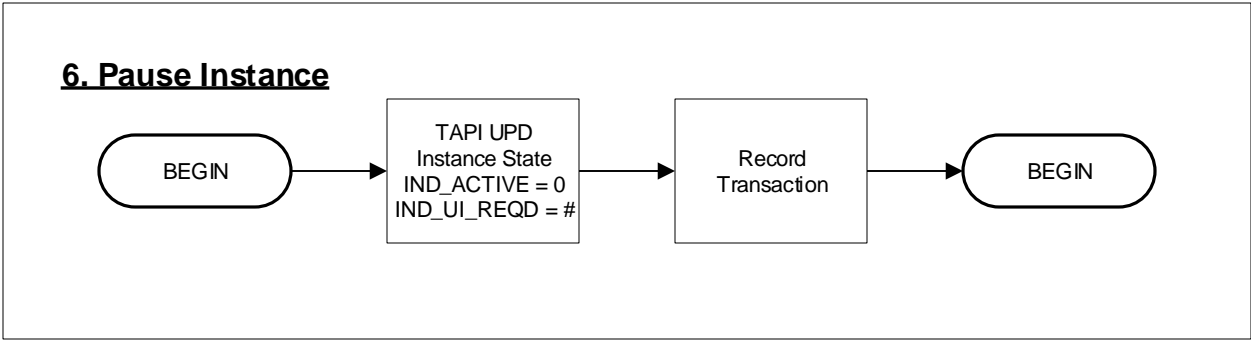 6. Pause Instance
BEGIN
TAPI UPD
Instance State
IND_ACTIVE = 0
IND_UI_REQD = #
Record
Transaction
BEGIN